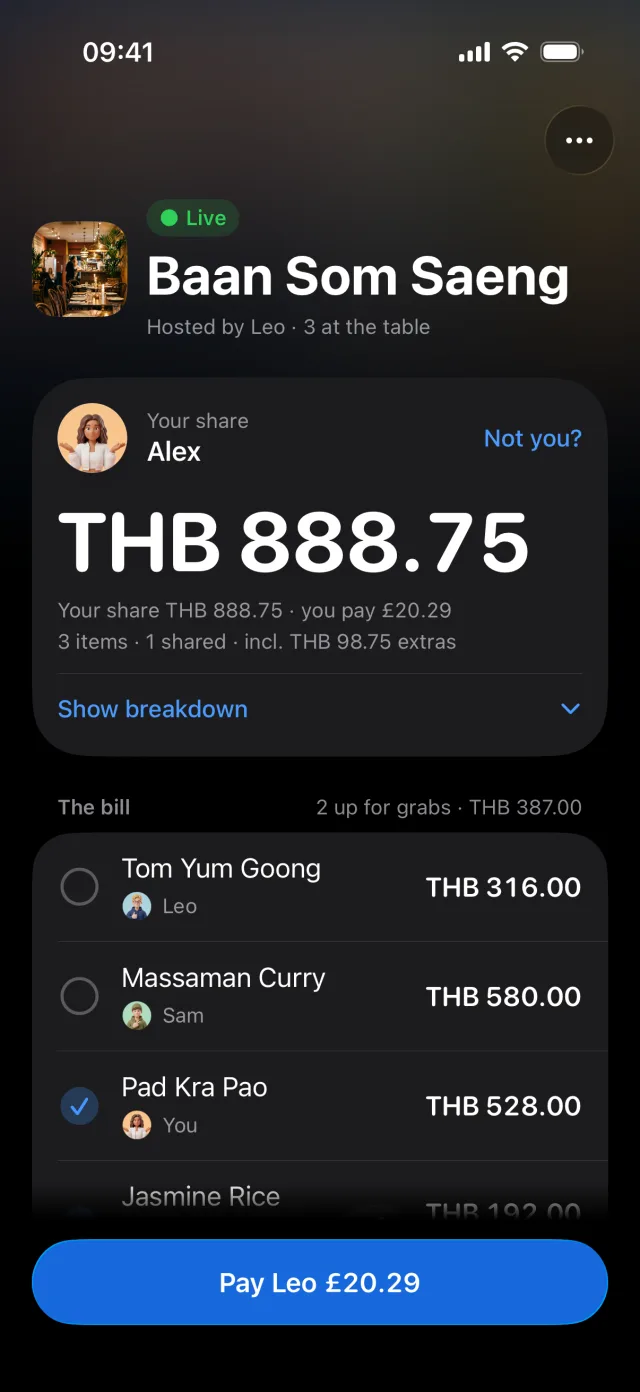 09:41
Live
Baan Som Saeng
Hosted by Leo · 3 at the table
Your share
Alex
Not you?
THB 888.75
Your share THB 888.75 · you pay £20.29
3 items · 1 shared · incl. THB 98.75 extras
Show breakdown
The bill
2 up for grabs · THB 387.00
Tom Yum Goong
Leo
THB 316.00
Massaman Curry
Sam
THB 580.00
Pad Kra Pao
You
THB 528.00
Jasmine Rice
THB 192.00
Pay Leo £20.29